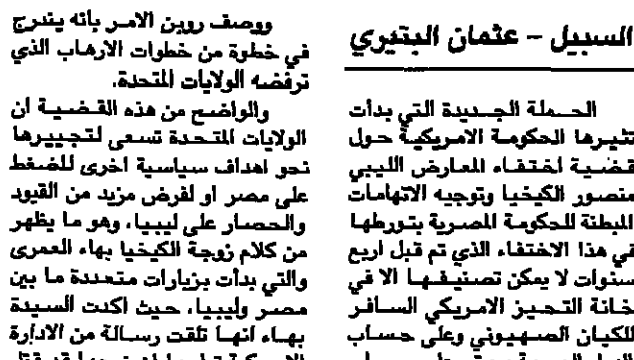 السبيل – عثمان البتيري
الحملة الجديدة التي بدأت
تثيرها الحكومة الامريكية حول
قضية اختفاء المعارض الليبي
منصور الكيخيا وتوجيه الاتهامات
المبطنة للحكومة المصرية بتورطها
في هذا الاختفاء الذي تم قبل اربع
سنوات لا يمكن تصنيفها الا في
خانة التحيز الامريكي السافر
للكيان الصهيوني وعلى حساب
ووصف روبن الامر بانه يندرج
في خطوة من خطوات الارهاب الذي
ترفضه الولايات المتحدة.
والواضح من هذه القضية ان
الولايات المتحدة تسعى لتجييرها
نحو اهداف سياسية اخرى للضغط
على مصر او لفرض مزيد من القيود
والحصار على ليبيا، وهو ما يظهر
من كلام زوجة الكيخيا بهاء العمري
والتي بدأت بزيارات متعددة ما بين
مصر وليبيا، حيث اكدت السيدة
بهاء انها تلقت رسالة من الادارة